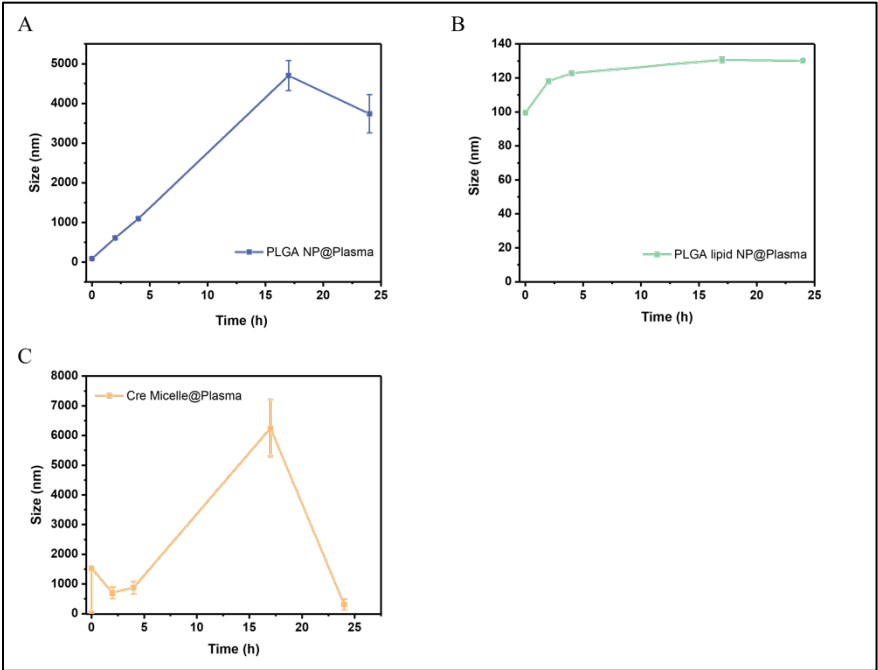 A
5000
4000
3000
2000
1000
0
Size (nm)
PLGA NP@Plasma
0 5 10 15 20 25
Time (h)
B
140
120
100
80
60
40
20
0
Size (nm)
PLGA lipid NP@Plasma
0 5 10 15 20 25
Time (h)
C
8000
7000
6000
5000
4000
3000
2000
1000
0
Size (nm)
Cre Micelle@Plasma
0 5 10 15 20 25
Time (h)